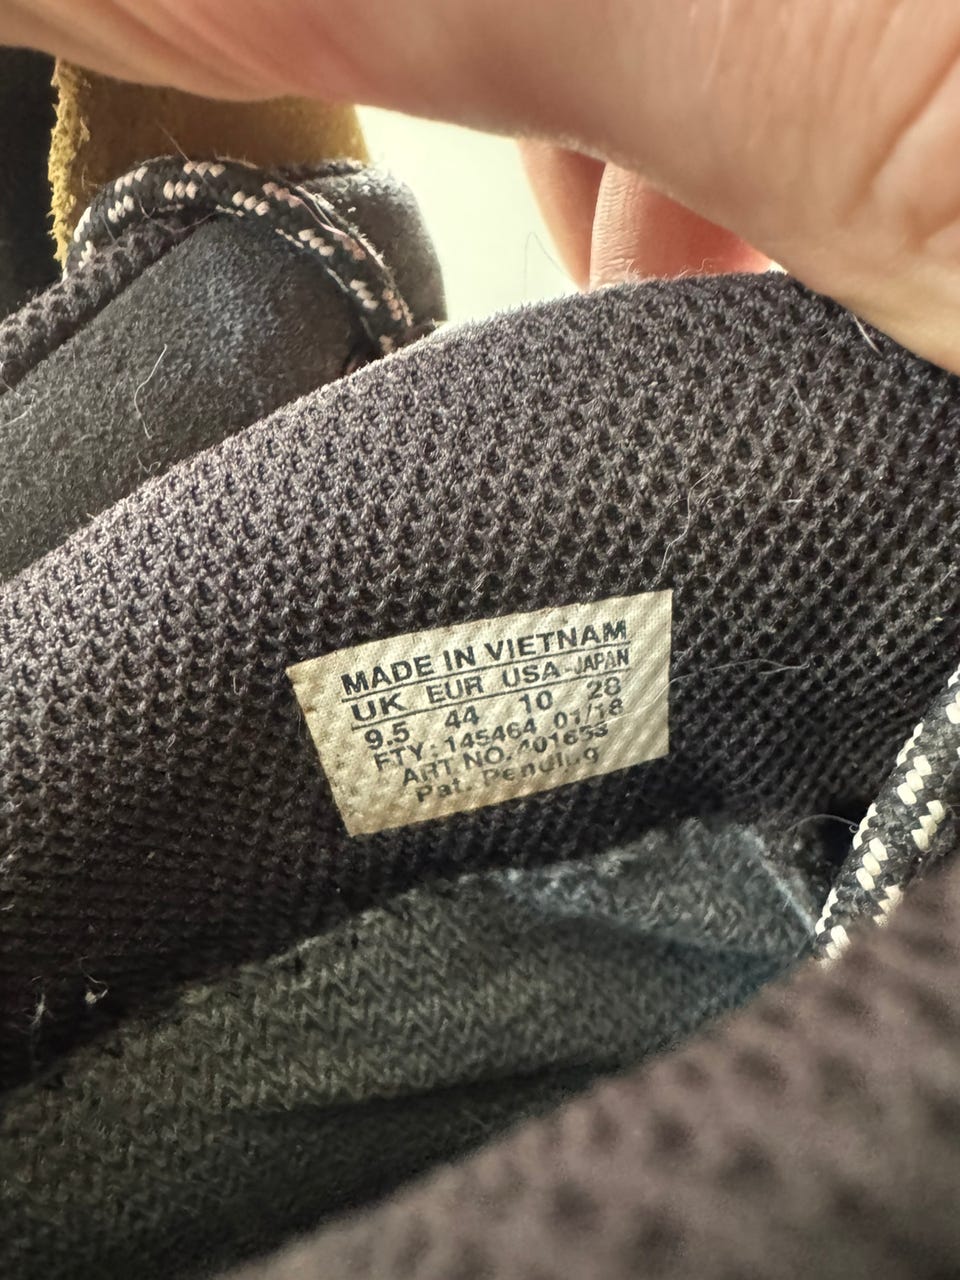 MADE IN VIETNAM
UK EUR USA JAPAN
9.5 44 10 28
FTY: 145464 01/18
ART NO.
Pat. Pending